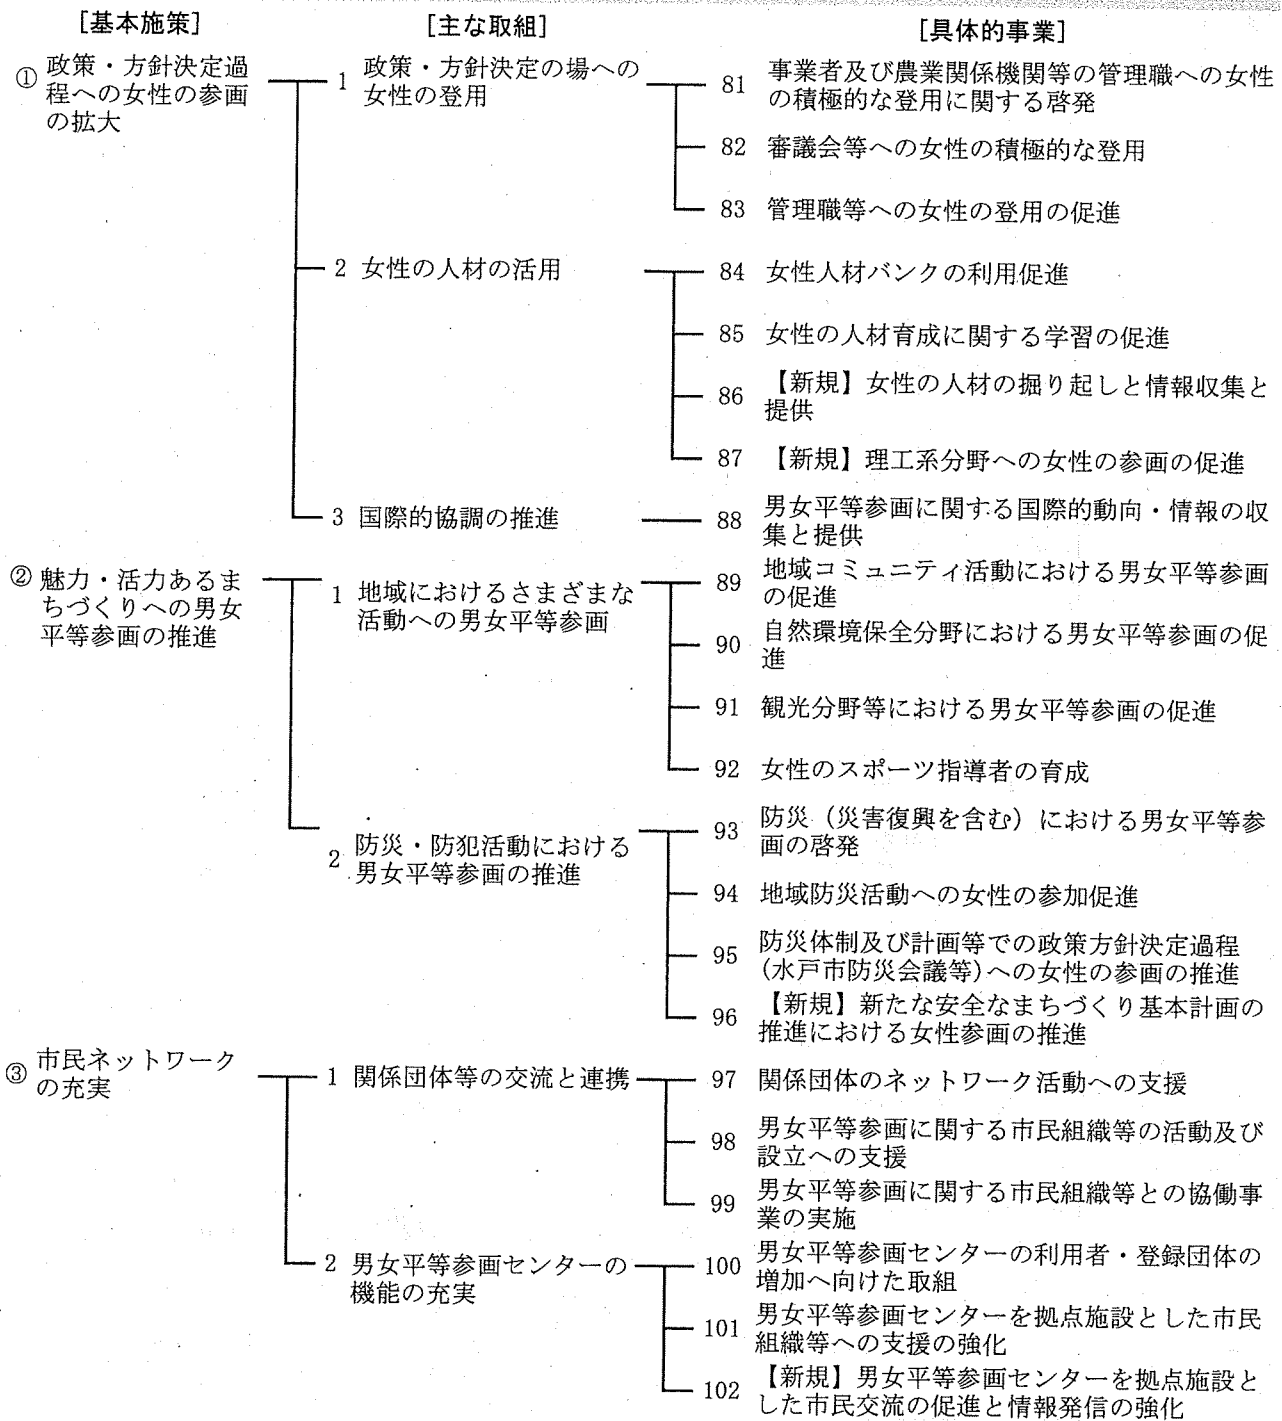 [基本施策]
[主な取組]
[具体的事業]
① 政策・方針決定過
程への女性の参画
の拡大
1 政策・方針決定の場への
女性の登用
81 事業者及び農業関係機関等の管理職への女性
の積極的な登用に関する啓発
82 審議会等への女性の積極的な登用
83 管理職等への女性の登用の促進
2 女性の人材の活用
84 女性人材バンクの利用促進
85 女性の人材育成に関する学習の促進
86 【新規】女性の人材の掘り起しと情報収集と
提供
87 【新規】理工系分野への女性の参画の促進
3 国際的協調の推進
88 男女平等参画に関する国際的動向・情報の収
集と提供
② 魅力・活力あるま
ちづくりへの男女
平等参画の推進
1 地域におけるさまざまな
活動への男女平等参画
89 地域コミュニティ活動における男女平等参画
の促進
90 自然環境保全分野における男女平等参画の促
進
91 観光分野等における男女平等参画の促進
92 女性のスポーツ指導者の育成
2 防災・防犯活動における
男女平等参画の推進
93 防災（災害復興を含む）における男女平等参
画の啓発
94 地域防災活動への女性の参加促進
95 防災体制及び計画等での政策方針決定過程
(水戸市防災会議等)への女性の参画の推進
96 【新規】新たな安全なまちづくり基本計画の
推進における女性参画の推進
③ 市民ネットワーク
の充実
1 関係団体等の交流と連携
97 関係団体のネットワーク活動への支援
98 男女平等参画に関する市民組織等の活動及び
設立への支援
99 男女平等参画に関する市民組織等との協働事
業の実施
2 男女平等参画センターの
機能の充実
100 男女平等参画センターの利用者・登録団体の
増加へ向けた取組
101 男女平等参画センターを拠点施設とした市民
組織等への支援の強化
102 【新規】男女平等参画センターを拠点施設と
した市民交流の促進と情報発信の強化